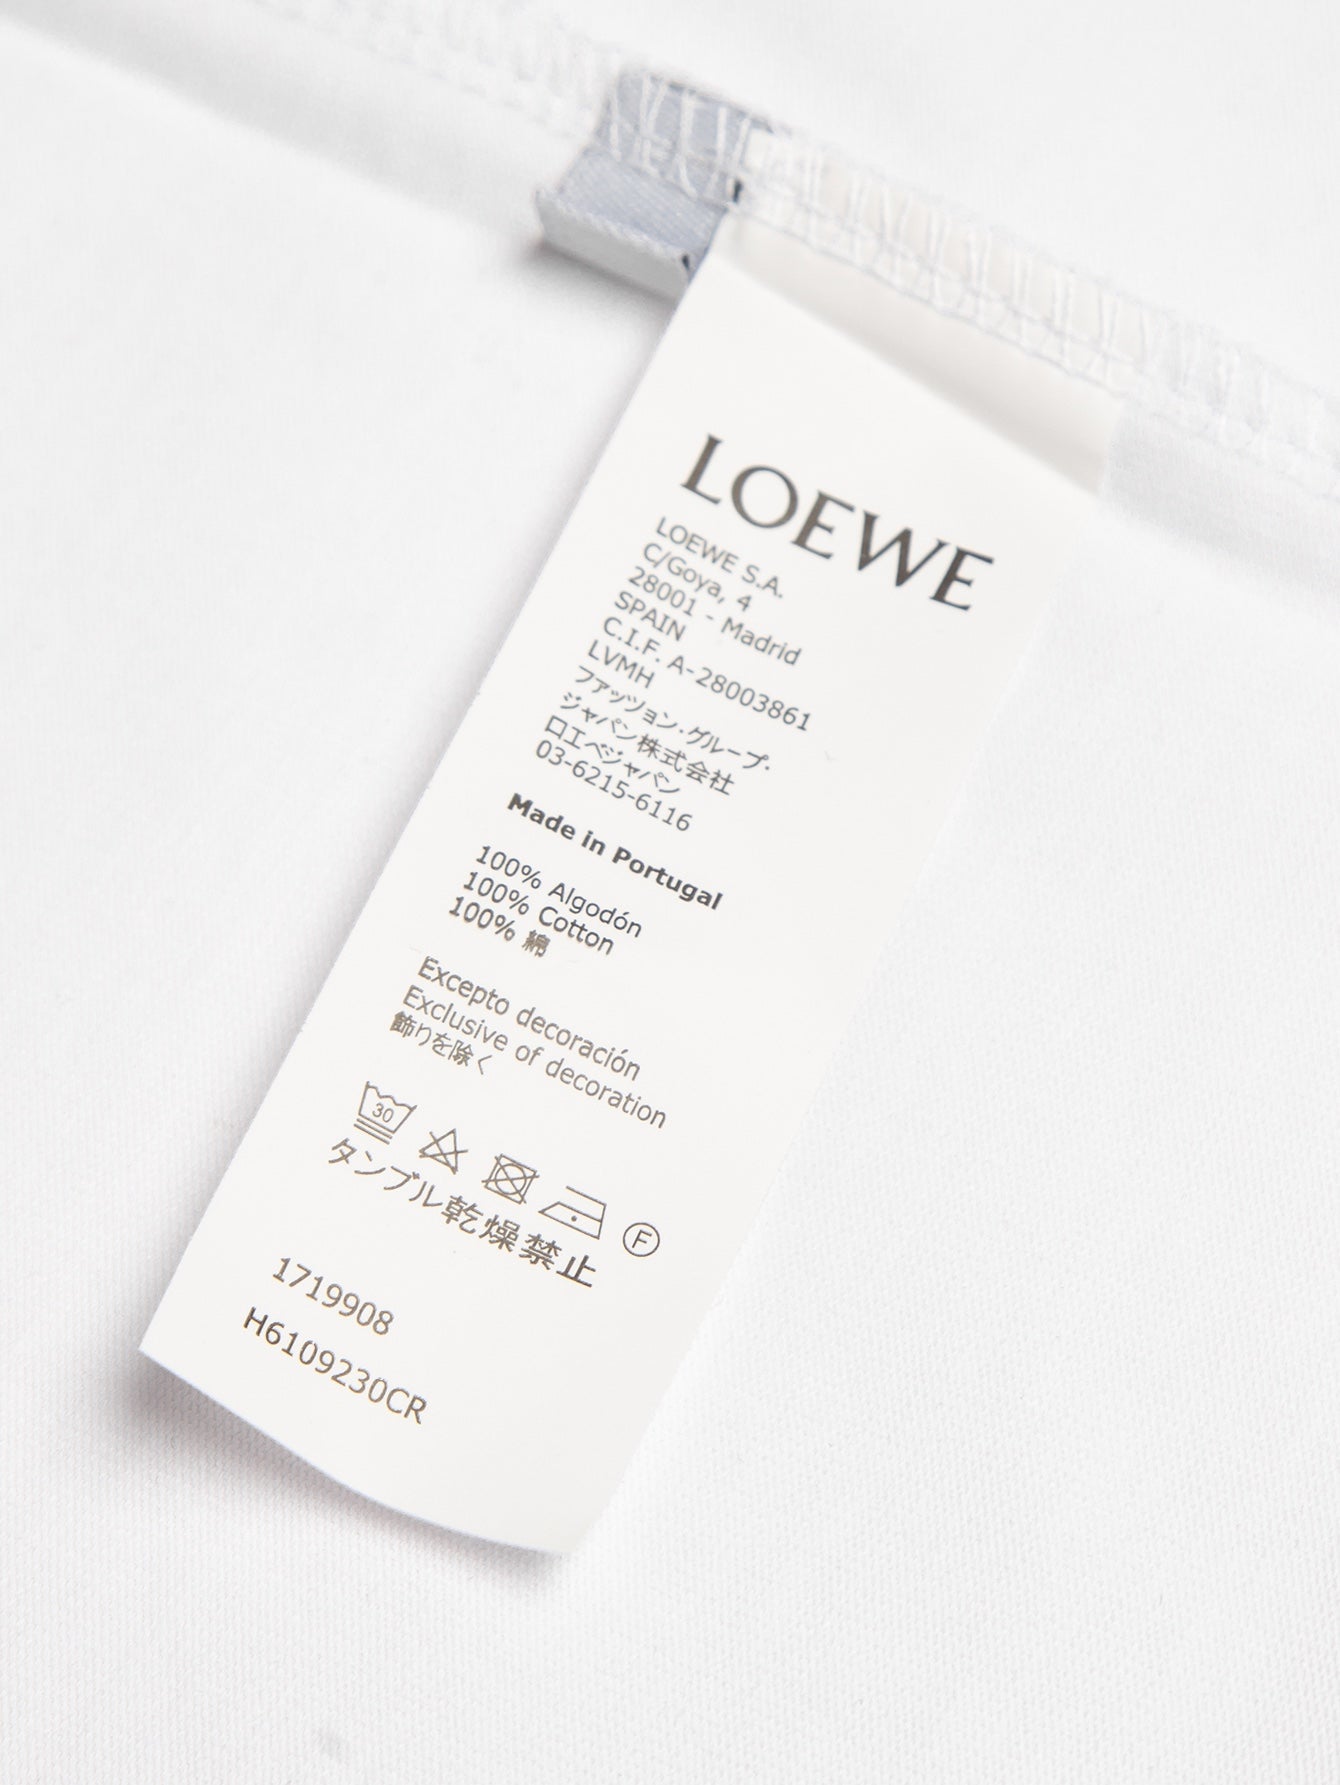 LOEWE
LOEWE S.A.
C/Goya, 4
28001 - Madrid
SPAIN
C.I.F. A-28003861
LVMH
ファッション・グループ・
ジャパン株式会社
ロエベジャパン
03-6215-6116
Made in Portugal
100% Algodón
100% Cotton
100% 綿
Excepto decoración
Exclusive of decoration
飾りを除く
30
F
タンブル乾燥禁止
1719908
H6109230CR